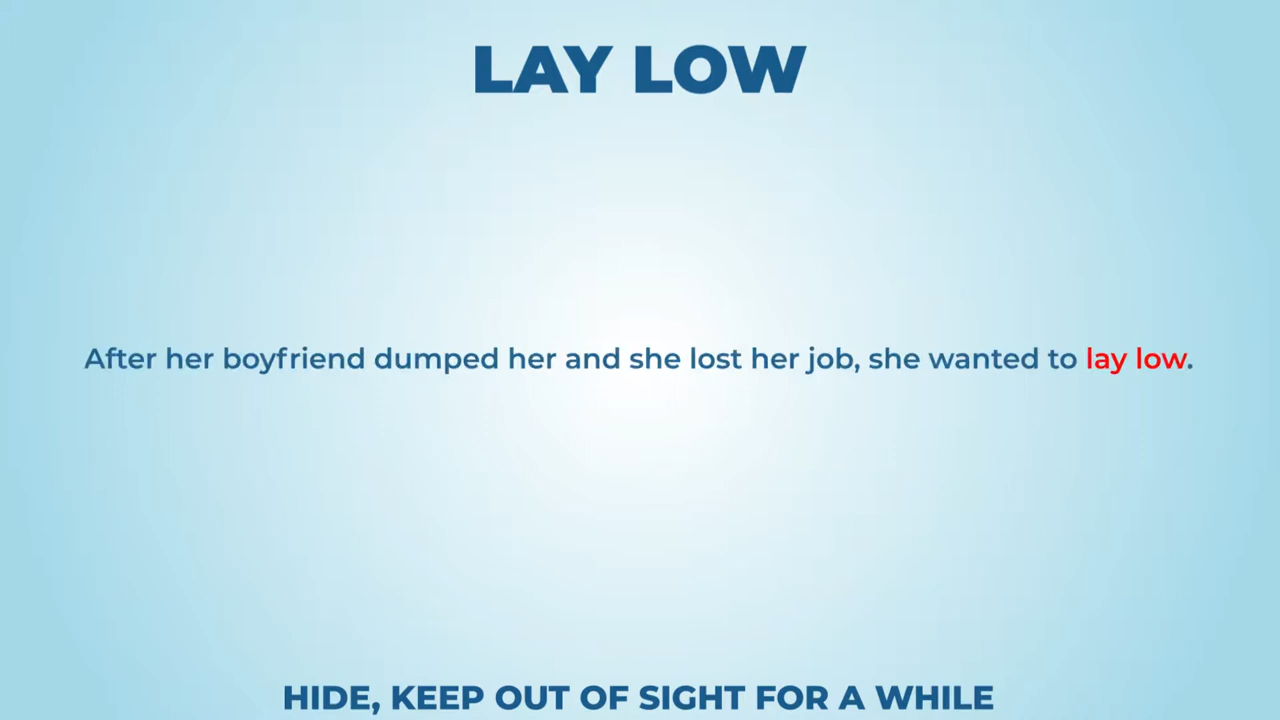 LAY LOW
After her boyfriend dumped her and she lost her job, she wanted to lay low.
HIDE, KEEP OUT OF SIGHT FOR A WHILE